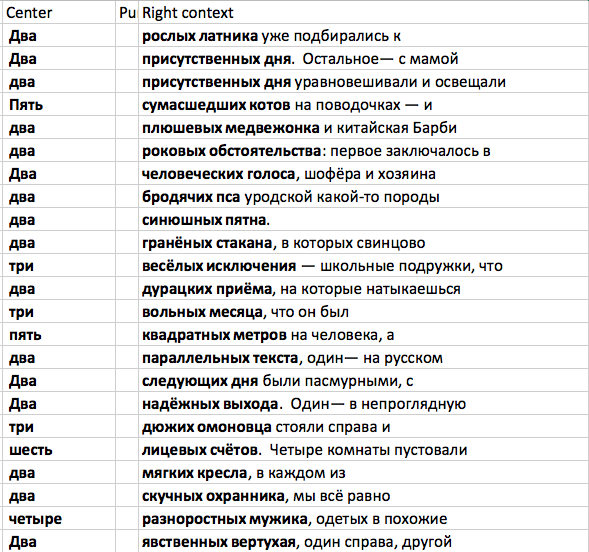 Center Pu Right context
Два рослых латника уже подбирались к
Два присутственных дня. Остальное— с мамой
два присутственных дня уравновешивали и освещали
Пять сумасшедших котов на поводочках — и
два плюшевых медвежонка и китайская Барби
два роковых обстоятельства: первое заключалось в
Два человеческих голоса, шофёра и хозяина
два бродячих пса уродской какой-то породы
два синюшных пятна.
два гранёных стакана, в которых свинцово
три весёлых исключения — школьные подружки, что
два дурацких приёма, на которые натыкаешься
три вольных месяца, что он был
пять квадратных метров на человека, а
два параллельных текста, один— на русском
Два следующих дня были пасмурными, с
Два надёжных выхода. Один— в непроглядную
три дюжих омоновца стояли справа и
шесть лицевых счётов. Четыре комнаты пустовали
два мягких кресла, в каждом из
два скучных охранника, мы всё равно
четыре разноростных мужика, одетых в похожие
Два явственных вертухая, один справа, другой